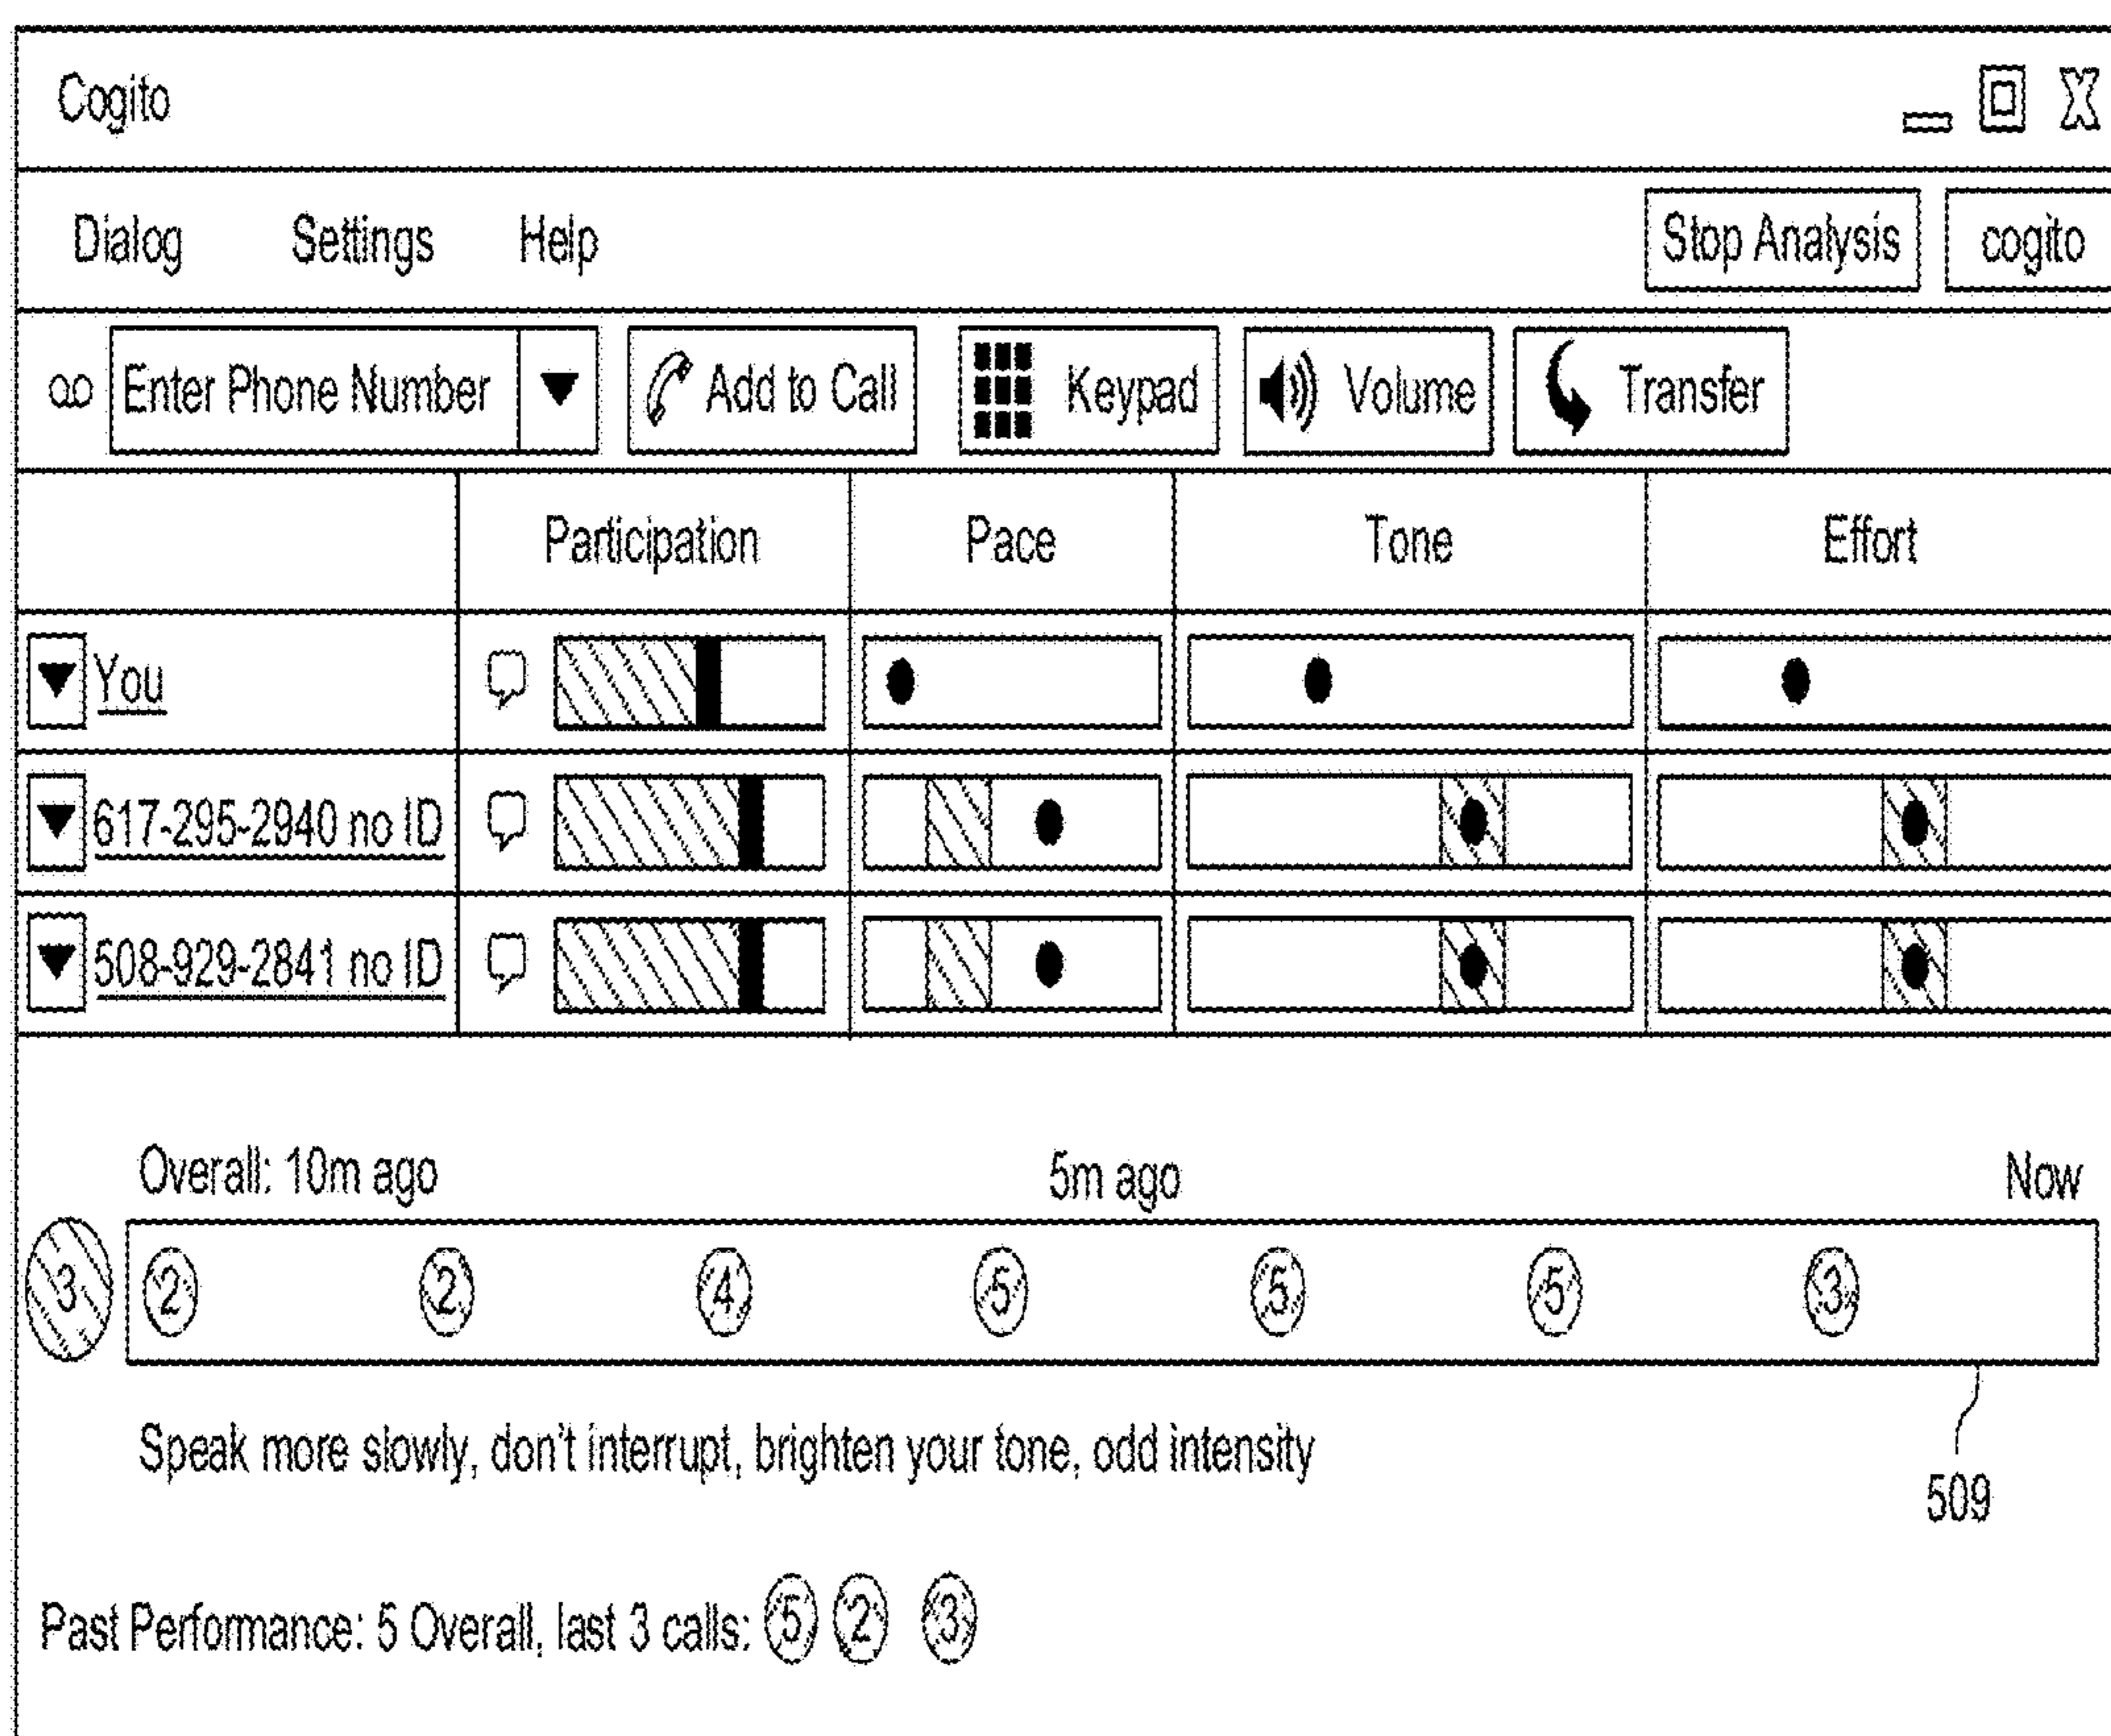 Cogito
Dialog Settings Help Stop Analysis cogito
Enter Phone Number Add to Call Keypad Volume Transfer
Participation Pace Tone Effort
You
617-295-2940 no ID
508-929-2841 no ID
Overall: 10m ago 5m ago Now
3 2 2 4 5 5 5 3
Speak more slowly, don't interrupt, brighten your tone, odd intensity
509
Past Performance: 5 Overall, last 3 calls: 5 2 3